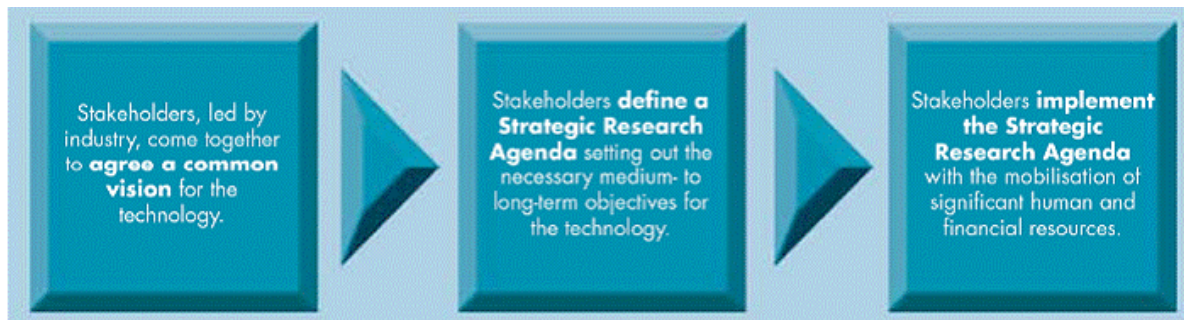 Stakeholders, led by
industry, come together
to agree a common
vision for the
technology.
Stakeholders define a
Strategic Research
Agenda setting out the
necessary medium- to
long-term objectives for
the technology.
Stakeholders implement
the Strategic
Research Agenda
with the mobilisation of
significant human and
financial resources.